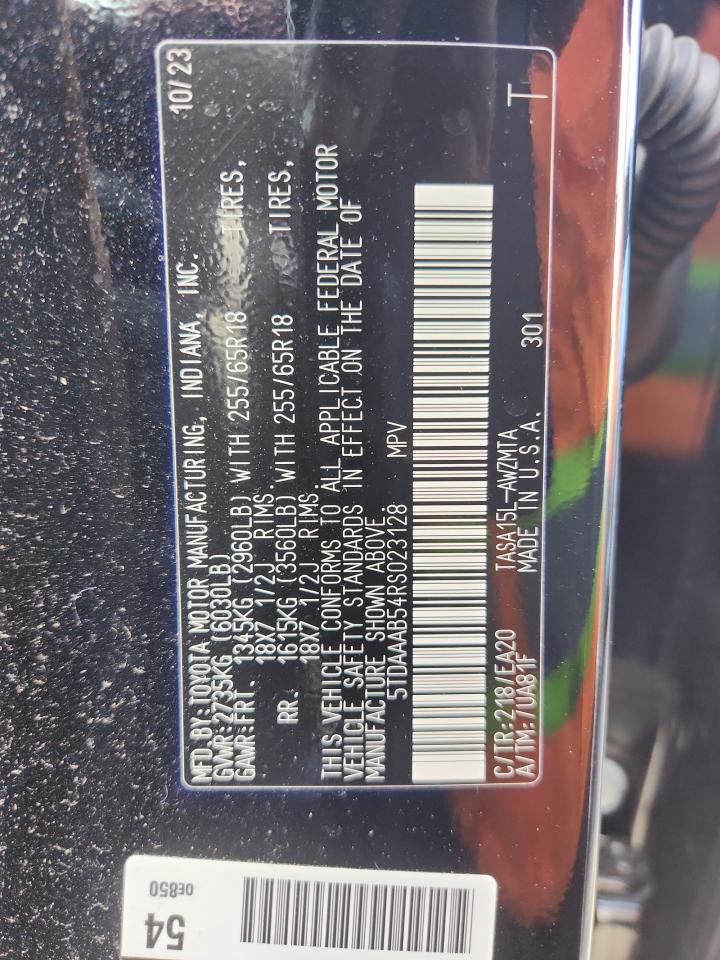 10/23
MFD.BY:TOYOTA MOTOR MANUFACTURING, INDIANA, INC.
GVWR:2735KG (6030LB)
GAWR:FRT. 1345KG (2960LB) WITH 255/65R18 TIRES,
18X7 1/2J RIMS
RR. 1615KG (3560LB) WITH 255/65R18 TIRES,
18X7 1/2J RIMS.
THIS VEHICLE CONFORMS TO ALL APPLICABLE FEDERAL MOTOR
VEHICLE SAFETY STANDARDS IN EFFECT ON THE DATE OF
MANUFACTURE SHOWN ABOVE.
5TDAAAB54RS023128 MPV
C/TR:218/EA20 TASA15L-AWZMTA 301 T
A/TM:/UA81F MADE IN U.S.A.
54
0E850